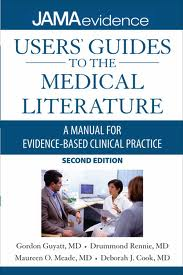 JAMAevidence
USERS' GUIDES
TO THE
MEDICAL
LITERATURE
A MANUAL FOR
EVIDENCE-BASED CLINICAL PRACTICE
SECOND EDITION
Gordon Guyatt, MD • Drummond Rennie, MD
Maureen O. Meade, MD • Deborah J. Cook, MD